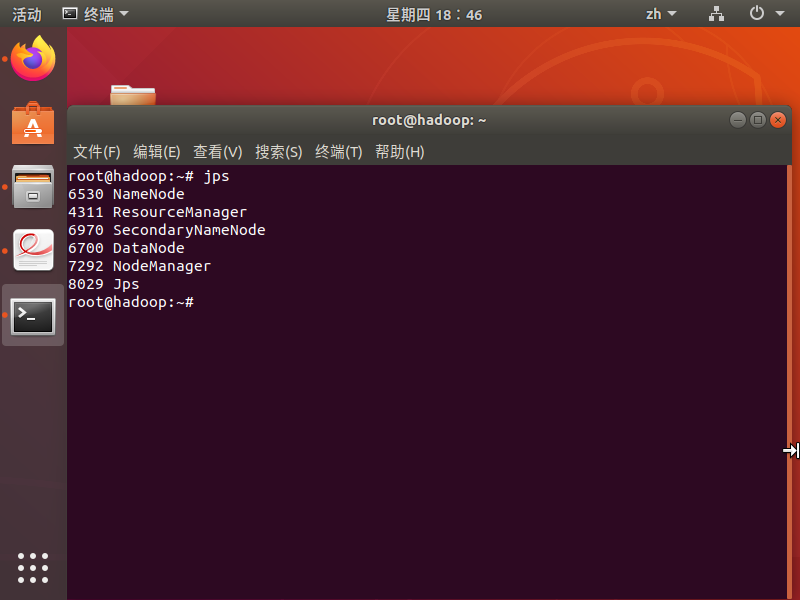 活动 终端 星期四 18：46 zh
root@hadoop: ~
文件(F) 编辑(E) 查看(V) 搜索(S) 终端(T) 帮助(H)
root@hadoop:~# jps
6530 NameNode
4311 ResourceManager
6970 SecondaryNameNode
6700 DataNode
7292 NodeManager
8029 Jps
root@hadoop:~#